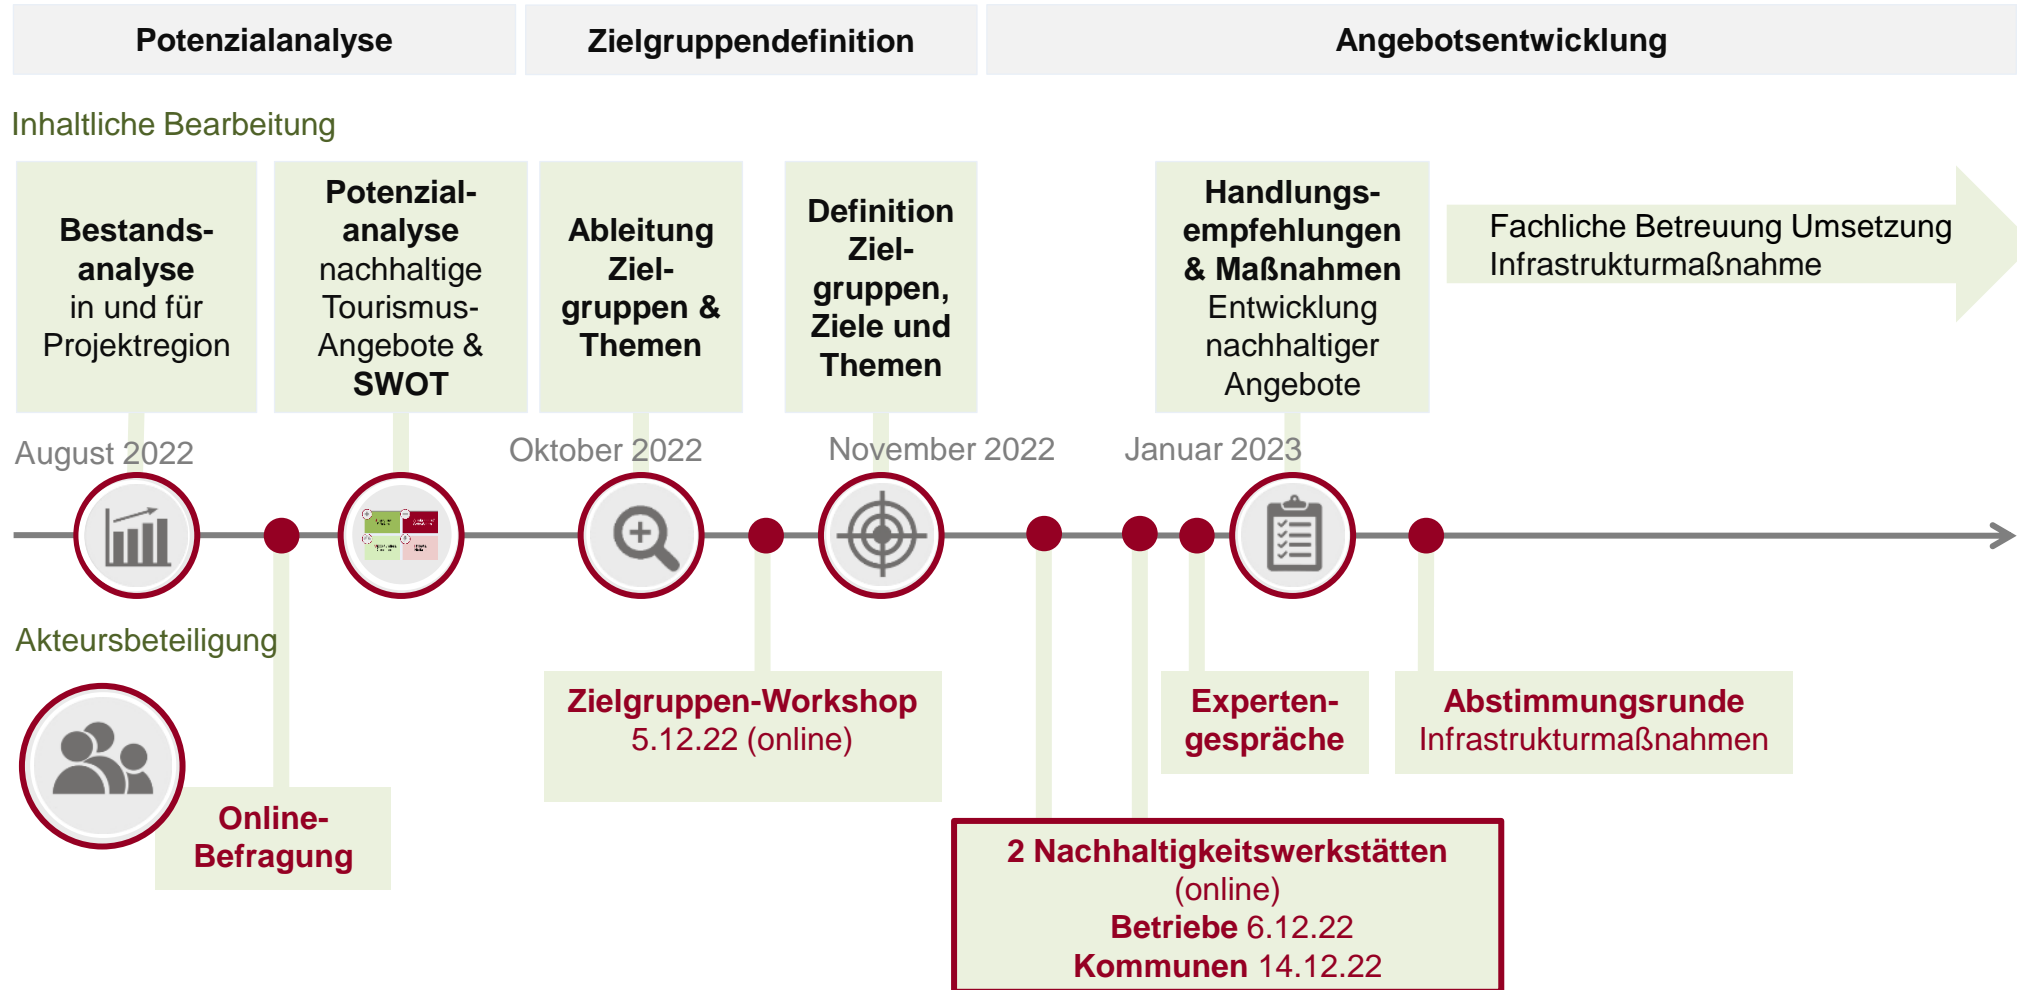 Potenzialanalyse
Zielgruppendefinition
Angebotsentwicklung
Inhaltliche Bearbeitung
Bestands-
analyse
in und für
Projektregion
Potenzial-
analyse
nachhaltige
Tourismus-
Angebote &
SWOT
Ableitung
Ziel-
gruppen &
Themen
Definition
Ziel-
gruppen,
Ziele und
Themen
Handlungs-
empfehlungen
& Maßnahmen
Entwicklung
nachhaltiger
Angebote
Fachliche Betreuung Umsetzung
Infrastrukturmaßnahme
August 2022
Oktober 2022
November 2022
Januar 2023
Akteursbeteiligung
Online-
Befragung
Zielgruppen-Workshop
5.12.22 (online)
Experten-
gespräche
Abstimmungsrunde
Infrastrukturmaßnahmen
2 Nachhaltigkeitswerkstätten
(online)
Betriebe 6.12.22
Kommunen 14.12.22